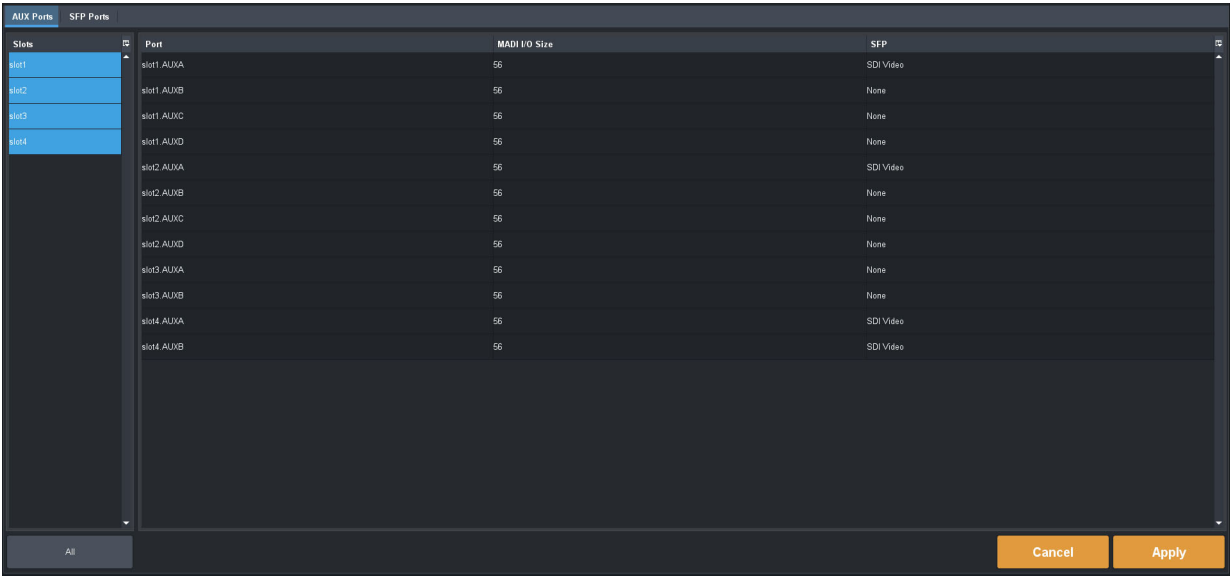 AUX Ports SFP Ports
Slots Port MADI I/O Size SFP
slot1 slot1.AUXA 56 SDI Video
slot2 slot1.AUXB 56 None
slot3 slot1.AUXC 56 None
slot4 slot1.AUXD 56 None
slot2.AUXA 56 SDI Video
slot2.AUXB 56 None
slot2.AUXC 56 None
slot2.AUXD 56 None
slot3.AUXA 56 None
slot3.AUXB 56 None
slot4.AUXA 56 SDI Video
slot4.AUXB 56 SDI Video
All Cancel Apply